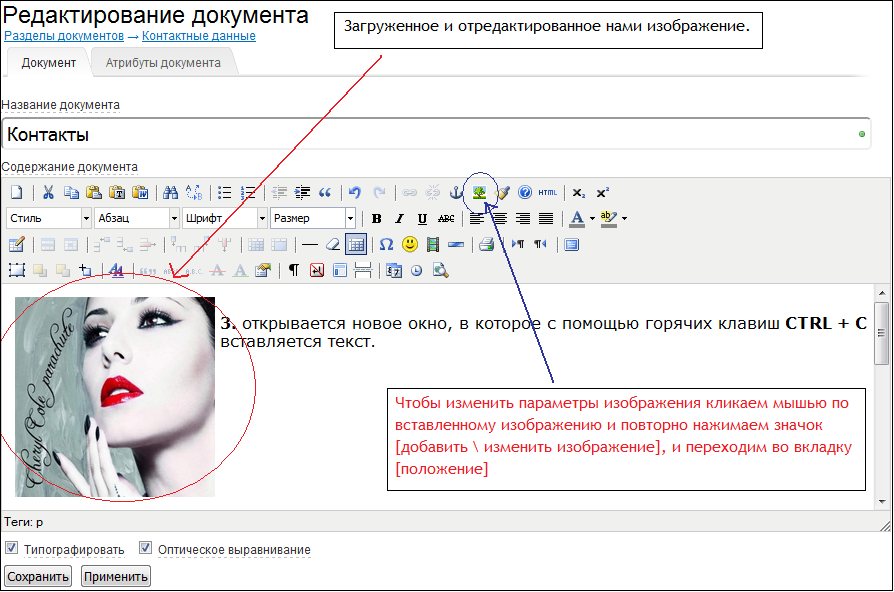 Редактирование документа
Разделы документов → Контактные данные
Загруженное и отредактированное нами изображение.
Документ Атрибуты документа
Название документа
Контакты
Содержание документа
HTML
Стиль Абзац Шрифт Размер B I U ABC
3. открывается новое окно, в которое с помощью горячих клавиш CTRL + C
вставляется текст.
Cheryl Cole parachute
Чтобы изменить параметры изображения кликаем мышью по
вставленному изображению и повторно нажимаем значок
[добавить \ изменить изображение], и переходим во вкладку
[положение]
Теги: p
Типографировать Оптическое выравнивание
Сохранить Применить